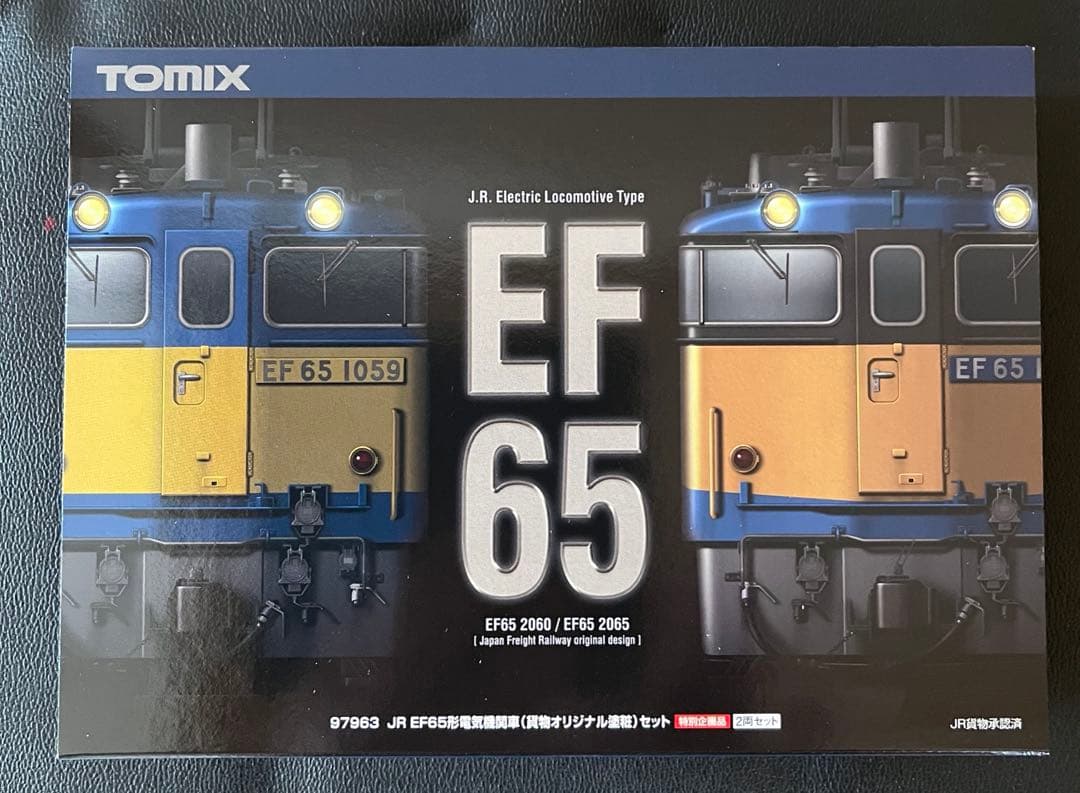 TOMIX
J.R. Electric Locomotive Type
EF
65
EF 65 1059
EF 65 1
EF65 2060 / EF65 2065
[ Japan Freight Railway original design ]
97963 JR EF65形電気機関車(貨物オリジナル塗粧)セット 特別企画品 2両セット
JR貨物承認済